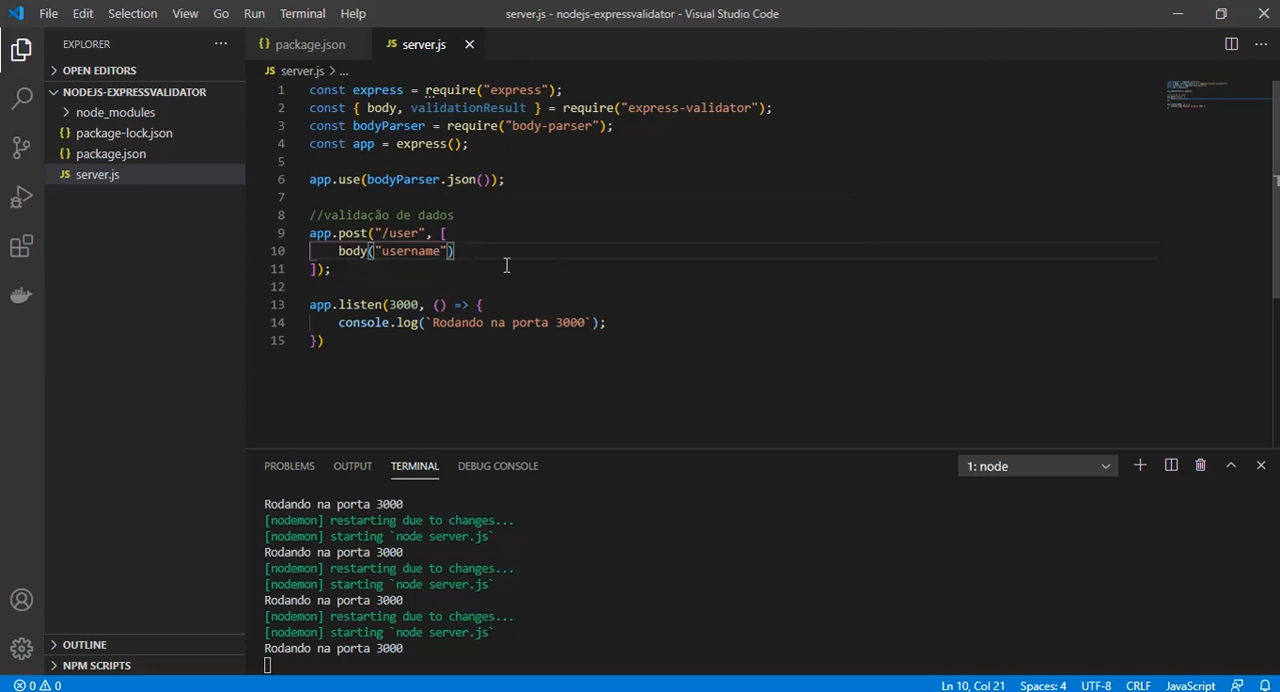 File Edit Selection View Go Run Terminal Help server.js - nodejs-expressvalidator - Visual Studio Code
EXPLORER ...
OPEN EDITORS
NODEJS-EXPRESSVALIDATOR
node_modules
{} package-lock.json
{} package.json
JS server.js
OUTLINE
NPM SCRIPTS
{} package.json JS server.js
JS server.js > ...
1 const express = require("express");
2 const { body, validationResult } = require("express-validator");
3 const bodyParser = require("body-parser");
4 const app = express();
5
6 app.use(bodyParser.json());
7
8 //validação de dados
9 app.post("/user", [
10 body("username")
11 ]);
12
13 app.listen(3000, () => {
14 console.log(`Rodando na porta 3000`);
15 })
PROBLEMS OUTPUT TERMINAL DEBUG CONSOLE 1: node
Rodando na porta 3000
[nodemon] restarting due to changes...
[nodemon] starting `node server.js`
Rodando na porta 3000
[nodemon] restarting due to changes...
[nodemon] starting `node server.js`
Rodando na porta 3000
[nodemon] restarting due to changes...
[nodemon] starting `node server.js`
Rodando na porta 3000
0 0 Ln 10, Col 21 Spaces: 4 UTF-8 CRLF JavaScript